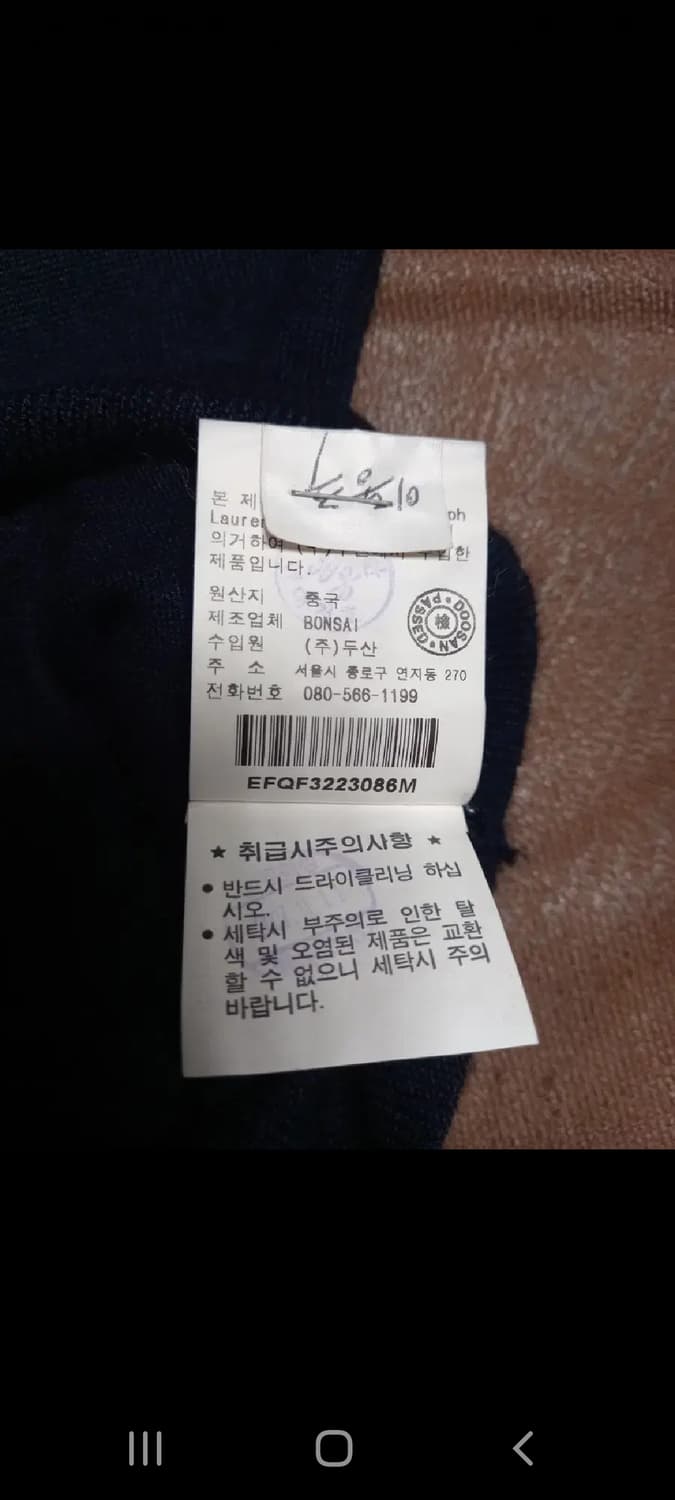 본 제
Lauren ph
의거하여 (주) 한
제품입니다.
원산지 중국
제조업체 BONSAI
수입원 (주)두산
주 소 서울시 종로구 연지동 270
전화번호 080-566-1199
DOOSAN PASSED 檢
EFQF3223086M
★ 취급시주의사항 ★
● 반드시 드라이클리닝 하십
시오.
● 세탁시 부주의로 인한 탈
색 및 오염된 제품은 교환
할 수 없으니 세탁시 주의
바랍니다.